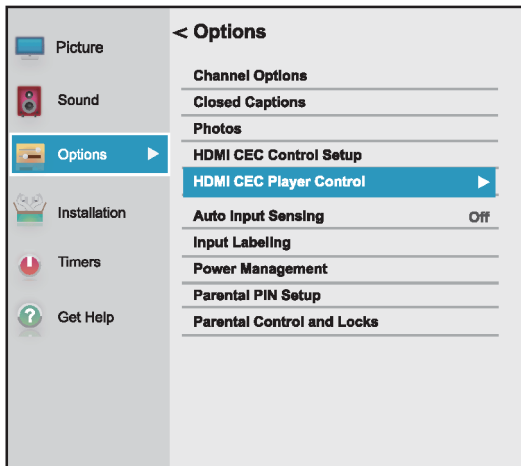 Picture
Sound
Options
Installation
Timers
?
Get Help
< Options
Channel Options
Closed Captions
Photos
HDMI CEC Control Setup
HDMI CEC Player Control
Auto Input Sensing Off
Input Labeling
Power Management
Parental PIN Setup
Parental Control and Locks